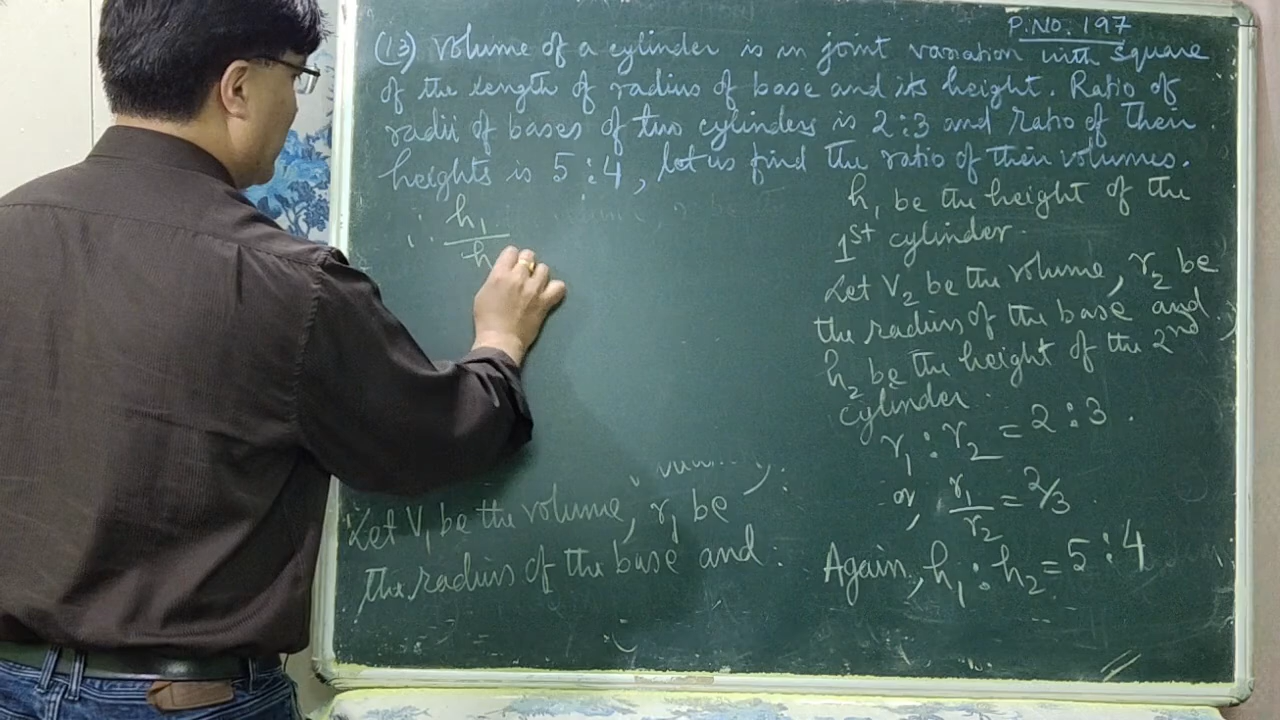 P.NO. 197
(13) Volume of a cylinder is in joint variation with square
of the length of radius of base and its height. Ratio of
radii of bases of two cylinders is 2:3 and ratio of their
heights is 5:4, let us find the ratio of their volumes.
∴ h₁/h
Let V₁ be the volume, r₁ be
the radius of the base and
h₁ be the height of the
1st cylinder.
Let V₂ be the volume, r₂ be
the radius of the base and
h₂ be the height of the 2nd
cylinder.
r₁ : r₂ = 2 : 3.
or, r₁/r₂ = 2/3
Again, h₁ : h₂ = 5 : 4